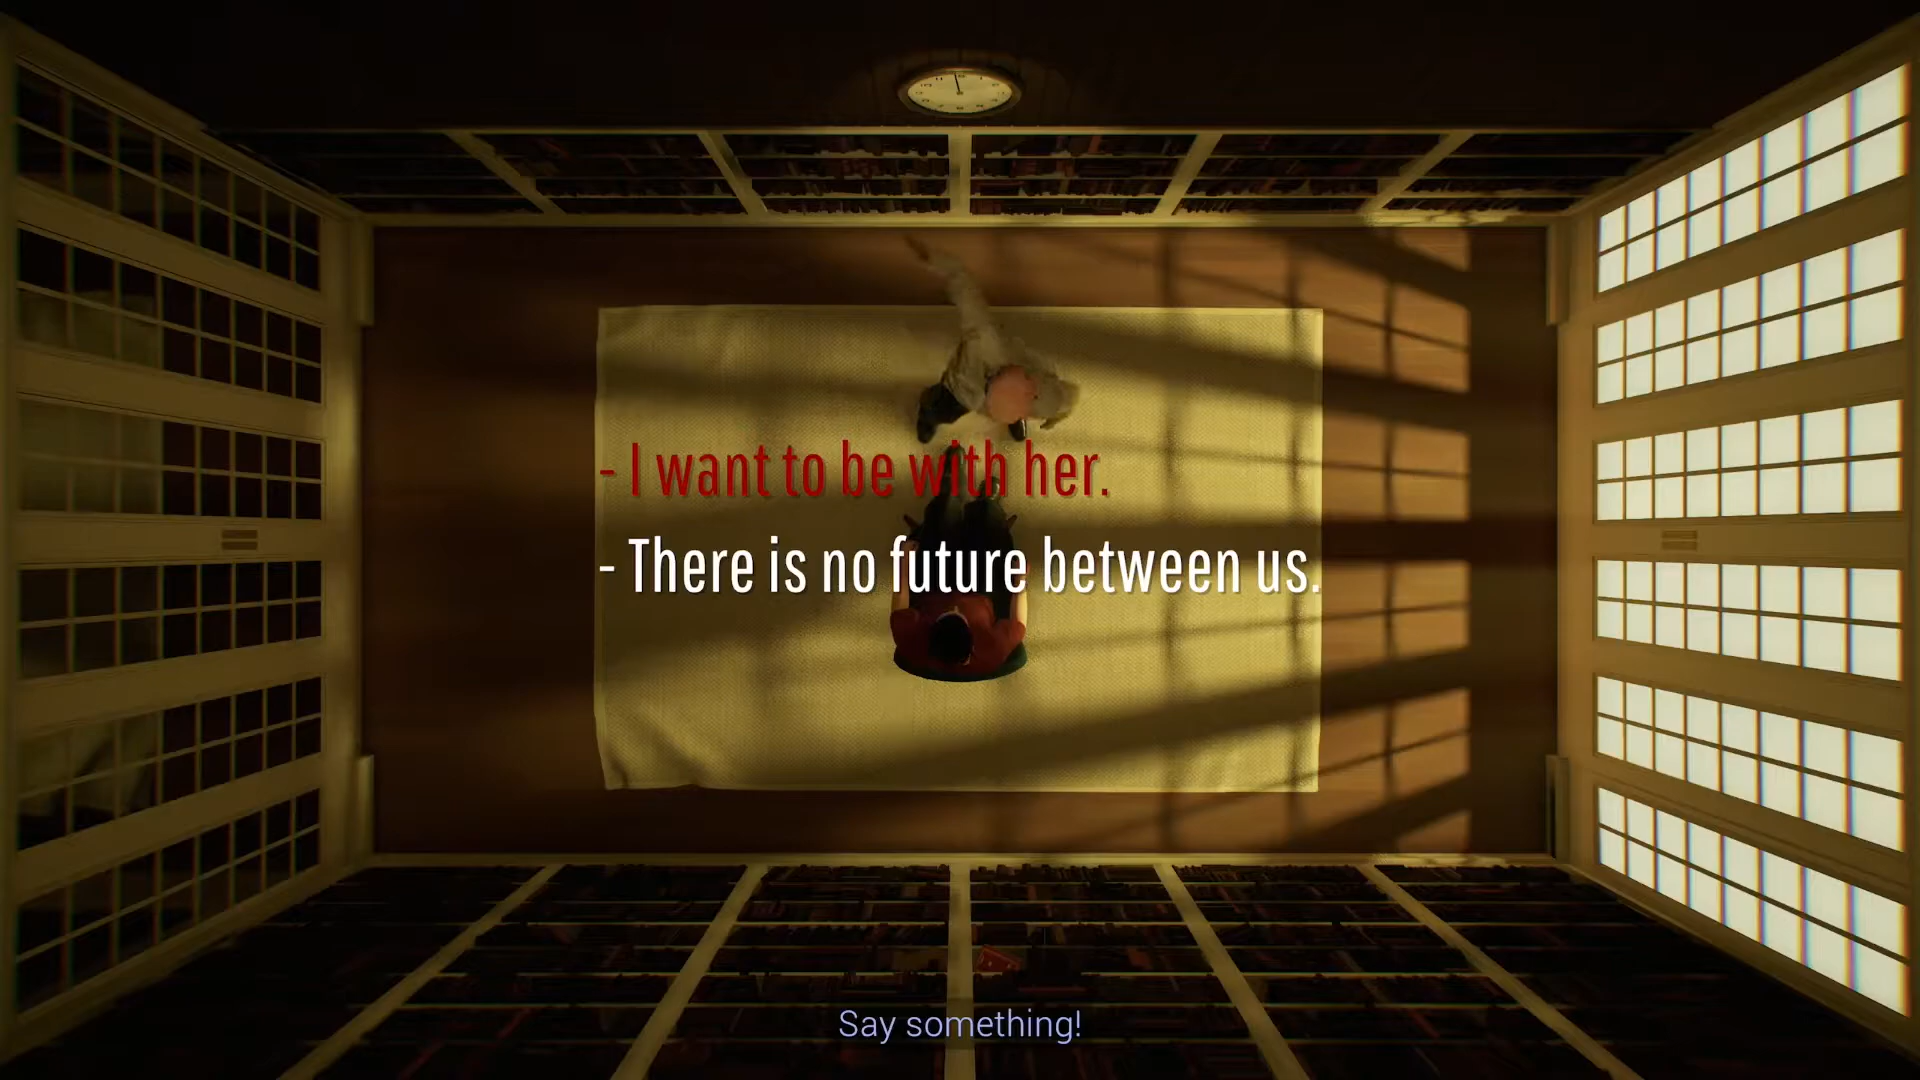 - I want to be with her.
- There is no future between us.
Say something!